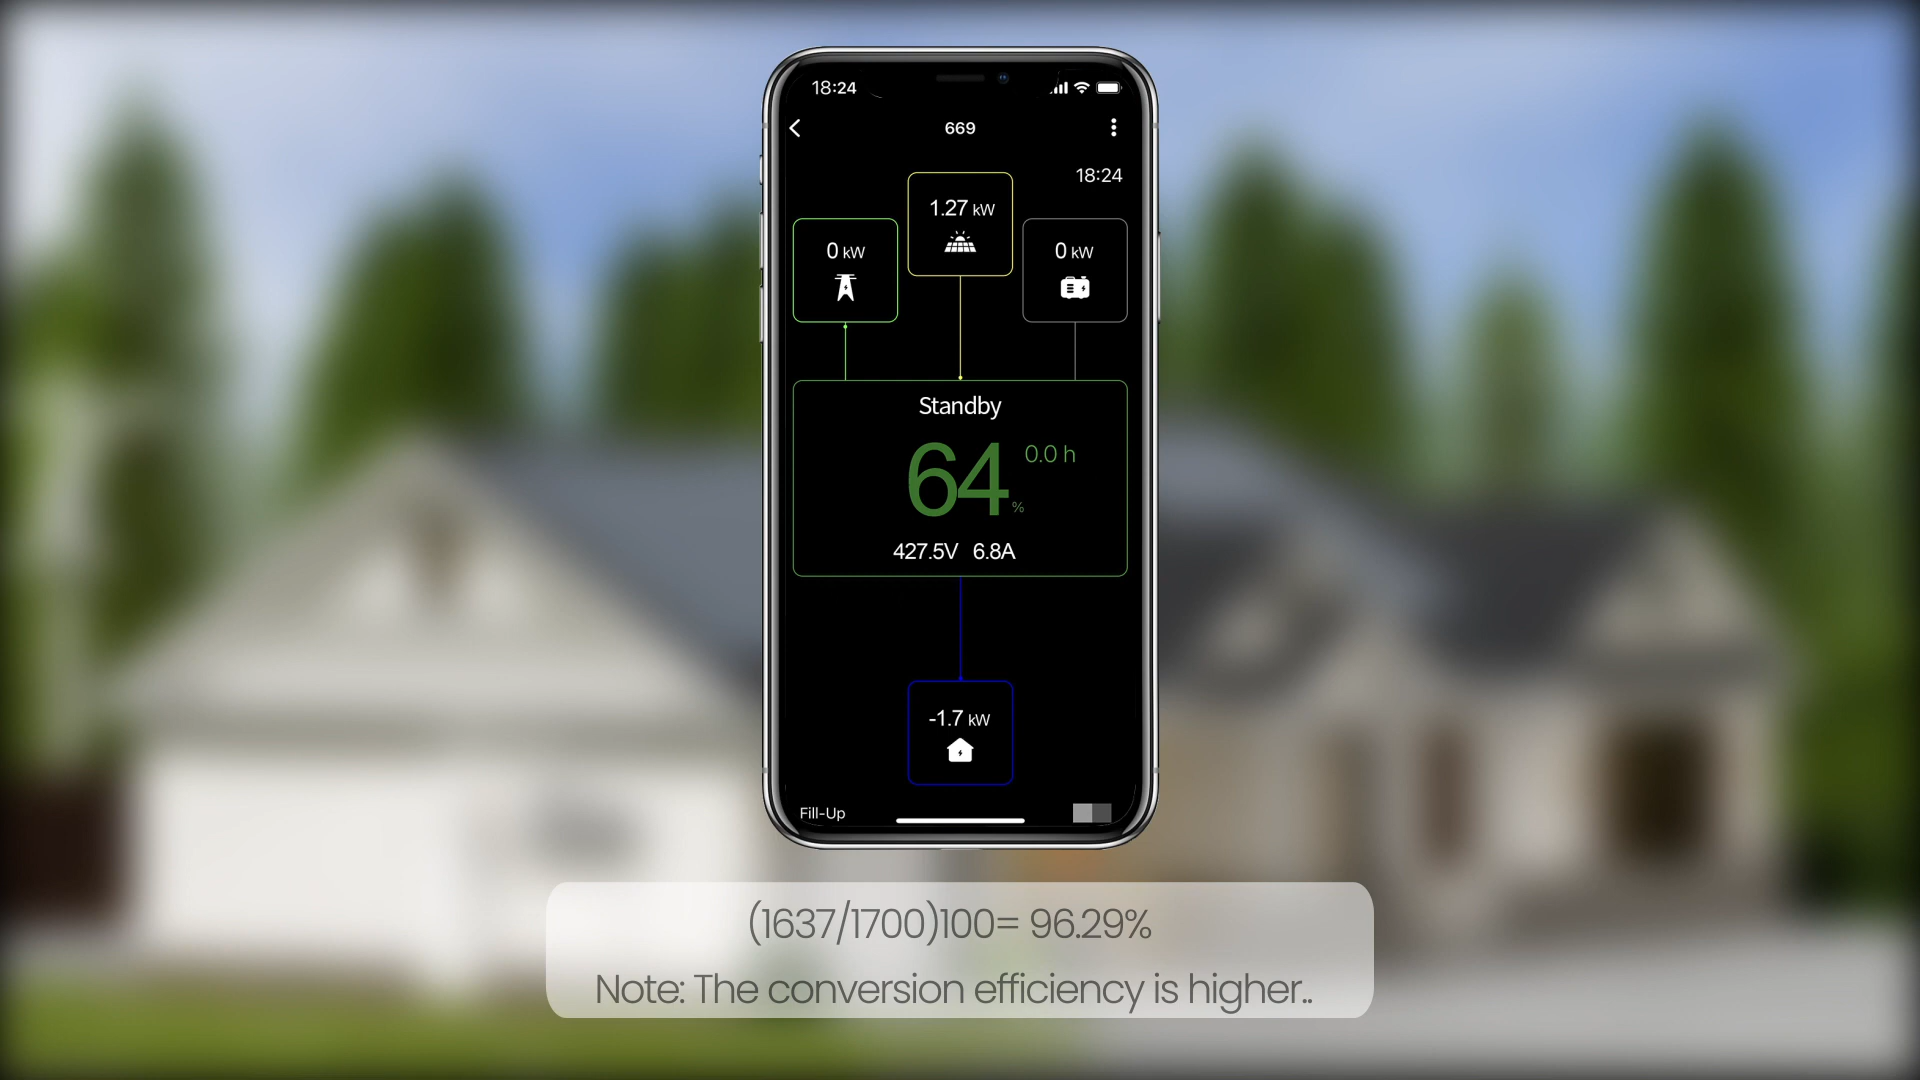 18:24
669
18:24
1.27 kW
0 kW
0 kW
Standby
64 %
0.0 h
427.5V 6.8A
-1.7 kW
Fill-Up
(1637/1700)100= 96.29%
Note: The conversion efficiency is higher..